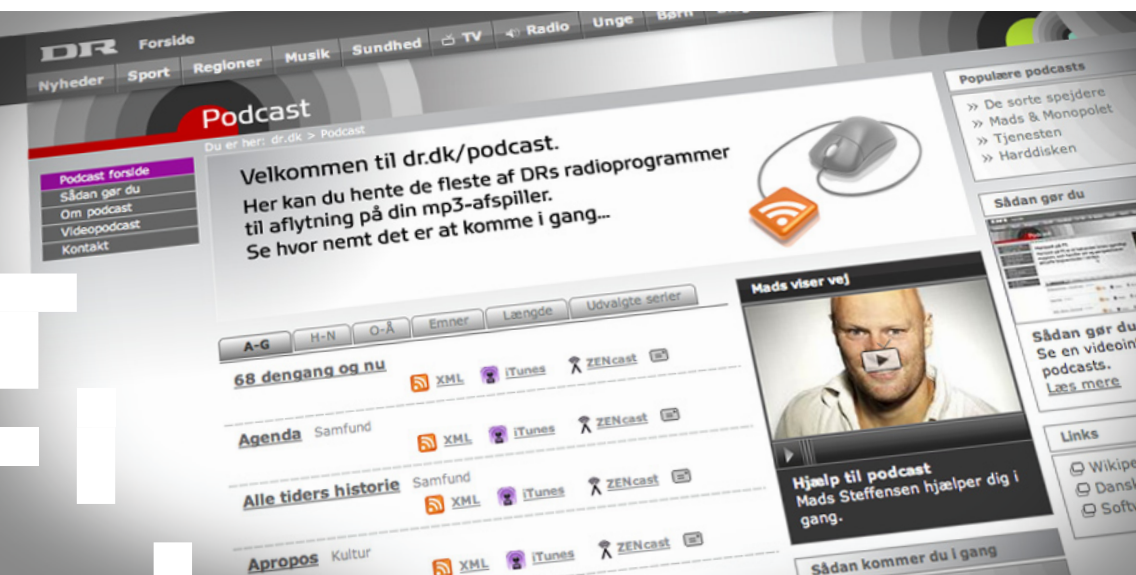 DR Forside
Nyheder Sport Regioner Musik Sundhed TV Radio Unge Børn
Podcast
Du er her: dr.dk > Podcast
Podcast forside
Sådan gør du
Om podcast
Videopodcast
Kontakt
Velkommen til dr.dk/podcast.
Her kan du hente de fleste af DRs radioprogrammer
til aflytning på din mp3-afspiller.
Se hvor nemt det er at komme i gang...
A-G H-N O-Å Emner Længde Udvalgte serier
68 dengang og nu XML iTunes ZENcast
Agenda Samfund XML iTunes ZENcast
Alle tiders historie Samfund XML iTunes ZENcast
Apropos Kultur XML iTunes ZENcast
Mads viser vej
Hjælp til podcast
Mads Steffensen hjælper dig i
gang.
Sådan kommer du i gang
Populære podcasts
» De sorte spejdere
» Mads & Monopolet
» Tjenesten
» Harddisken
Sådan gør du
Sådan gør du
Se en videoin
podcasts.
Læs mere
Links
Wikipe
Dansk
Softw